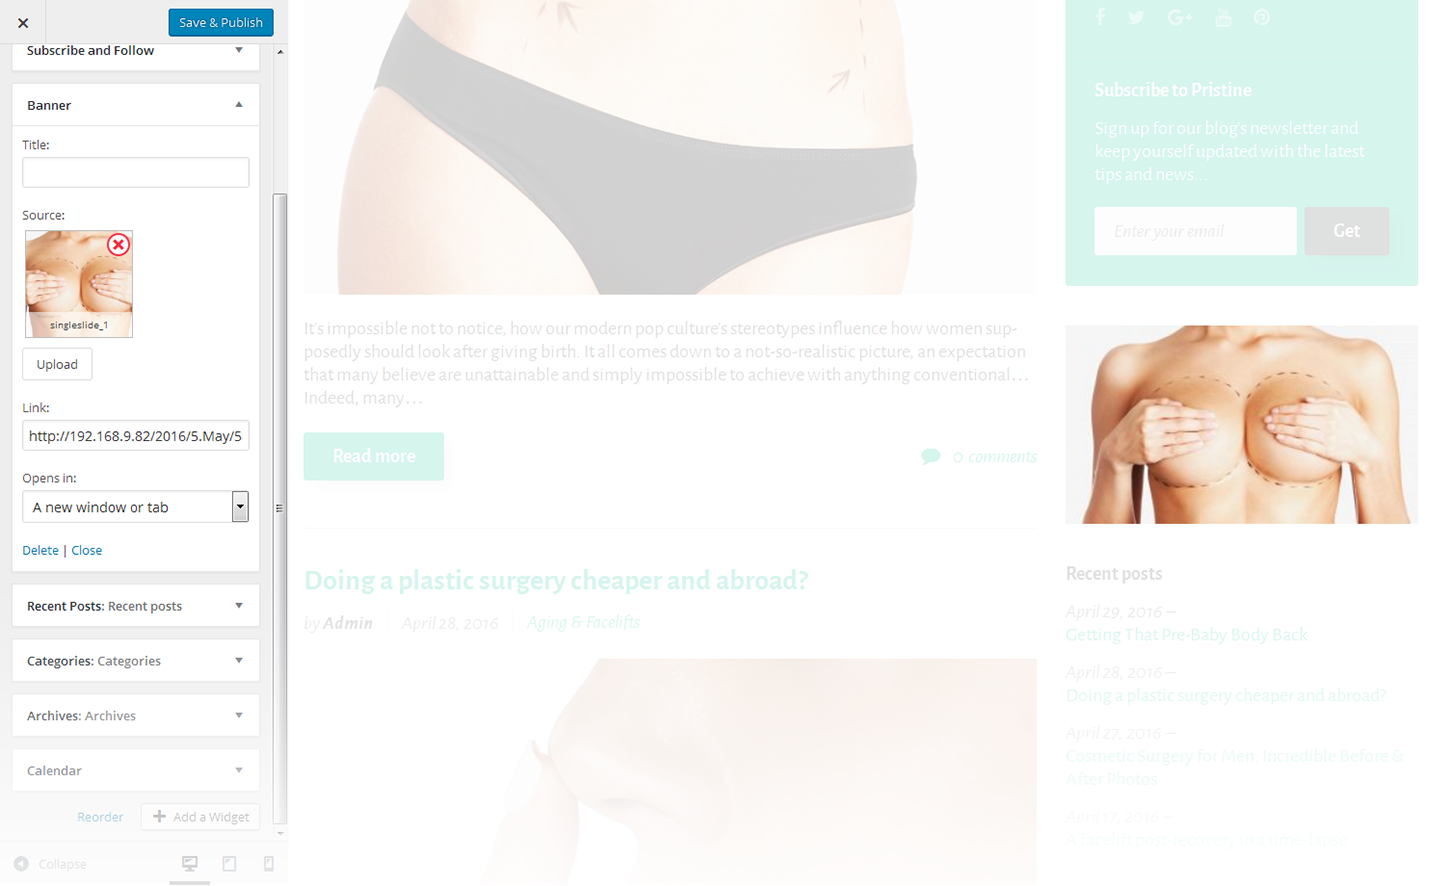 Save & Publish
Subscribe and Follow
Banner
Title:
Source:
singleslide_1
Upload
Link:
http://192.168.9.82/2016/5.May/5
Opens in:
A new window or tab
Delete | Close
Recent Posts: Recent posts
Categories: Categories
Archives: Archives
Calendar
Reorder
Add a Widget
Collapse
It's impossible not to notice, how our modern pop culture's stereotypes influence how women sup-
posedly should look after giving birth. It all comes down to a not-so-realistic picture, an expectation
that many believe are unattainable and simply impossible to achieve with anything conventional...
Indeed, many...
Read more
0 comments
Doing a plastic surgery cheaper and abroad?
by Admin
April 28, 2016
Aging & Facelifts
Subscribe to Pristine
Sign up for our blog's newsletter and
keep yourself updated with the latest
tips and news...
Enter your email
Get
Recent posts
April 29, 2016 –
Getting That Pre-Baby Body Back
April 28, 2016 –
Doing a plastic surgery cheaper and abroad?
April 27, 2016 –
Cosmetic Surgery for Men: Incredible Before &
After Photos
April 17, 2016 –
A facelift post-recovery in a time-lapse